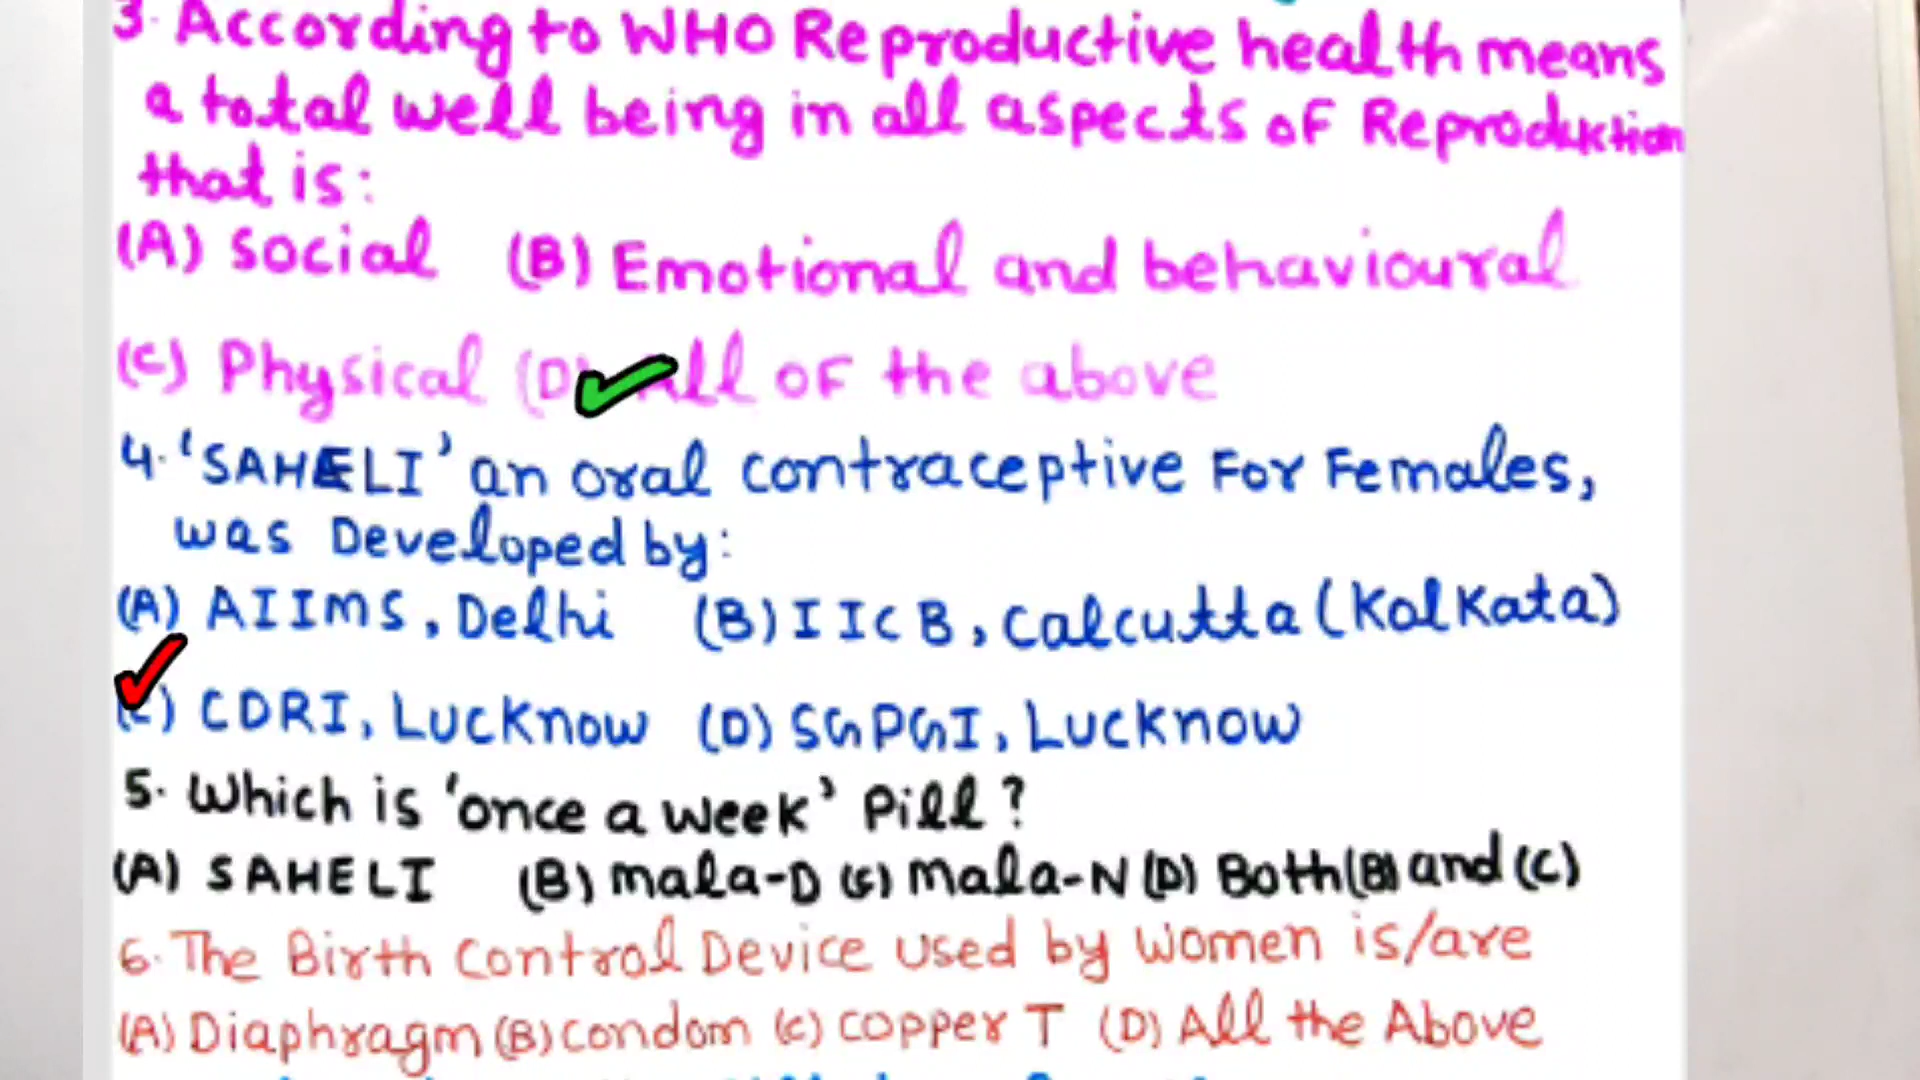 3. According to WHO Reproductive health means
a total well being in all aspects of Reproduction
that is:
(A) Social (B) Emotional and behavioural
(C) Physical (D) All of the above
4. 'SAHELI' an oral contraceptive For Females,
was Developed by:
(A) AIIMS, Delhi (B) IICB, Calcutta (Kolkata)
(C) CDRI, Lucknow (D) SGPGI, Lucknow
5. Which is 'once a week' Pill?
(A) SAHELI (B) Mala-D (C) Mala-N (D) Both (B) and (C)
6. The Birth Control Device used by Women is/are
(A) Diaphragm (B) Condom (C) Copper T (D) All the Above